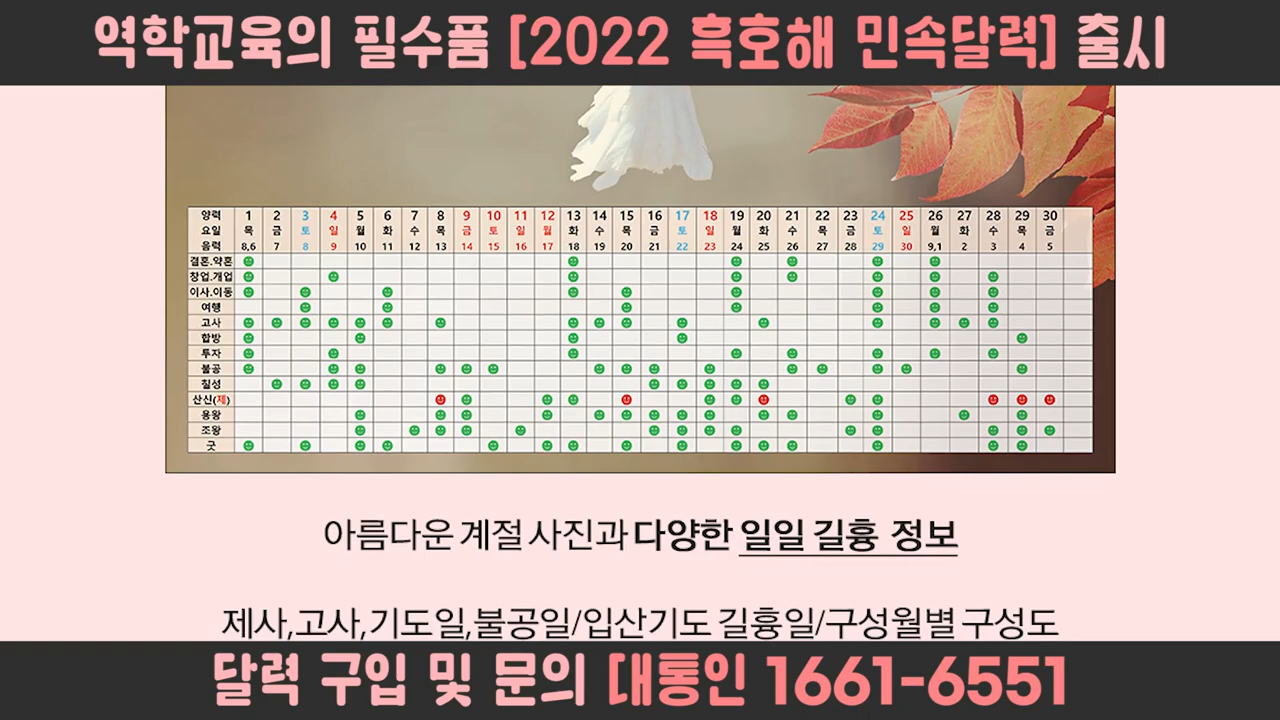 역학교육의 필수품 [2022 흑호해 민속달력] 출시
양력 1 2 3 4 5 6 7 8 9 10 11 12 13 14 15 16 17 18 19 20 21 22 23 24 25 26 27 28 29 30
요일 목 금 토 일 월 화 수 목 금 토 일 월 화 수 목 금 토 일 월 화 수 목 금 토 일 월 화 수 목 금
음력 8,6 7 8 9 10 11 12 13 14 15 16 17 18 19 20 21 22 23 24 25 26 27 28 29 30 9,1 2 3 4 5
결혼.약혼
창업.개업
이사.이동
여행
고사
합방
투자
불공
칠성
산신(제)
용왕
조왕
굿
아름다운 계절 사진과 다양한 일일 길흉 정보
제사,고사,기도일,불공일/입산기도 길흉일/구성월별 구성도
달력 구입 및 문의 대통인 1661-6551